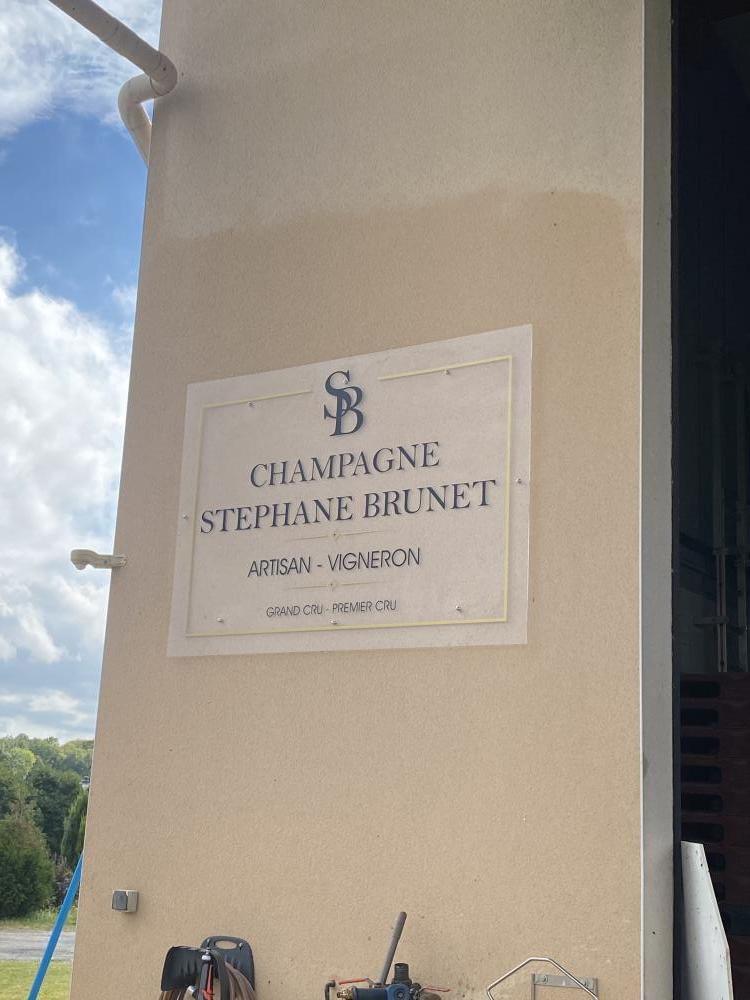 SB
CHAMPAGNE
STEPHANE BRUNET
ARTISAN - VIGNERON
GRAND CRU - PREMIER CRU